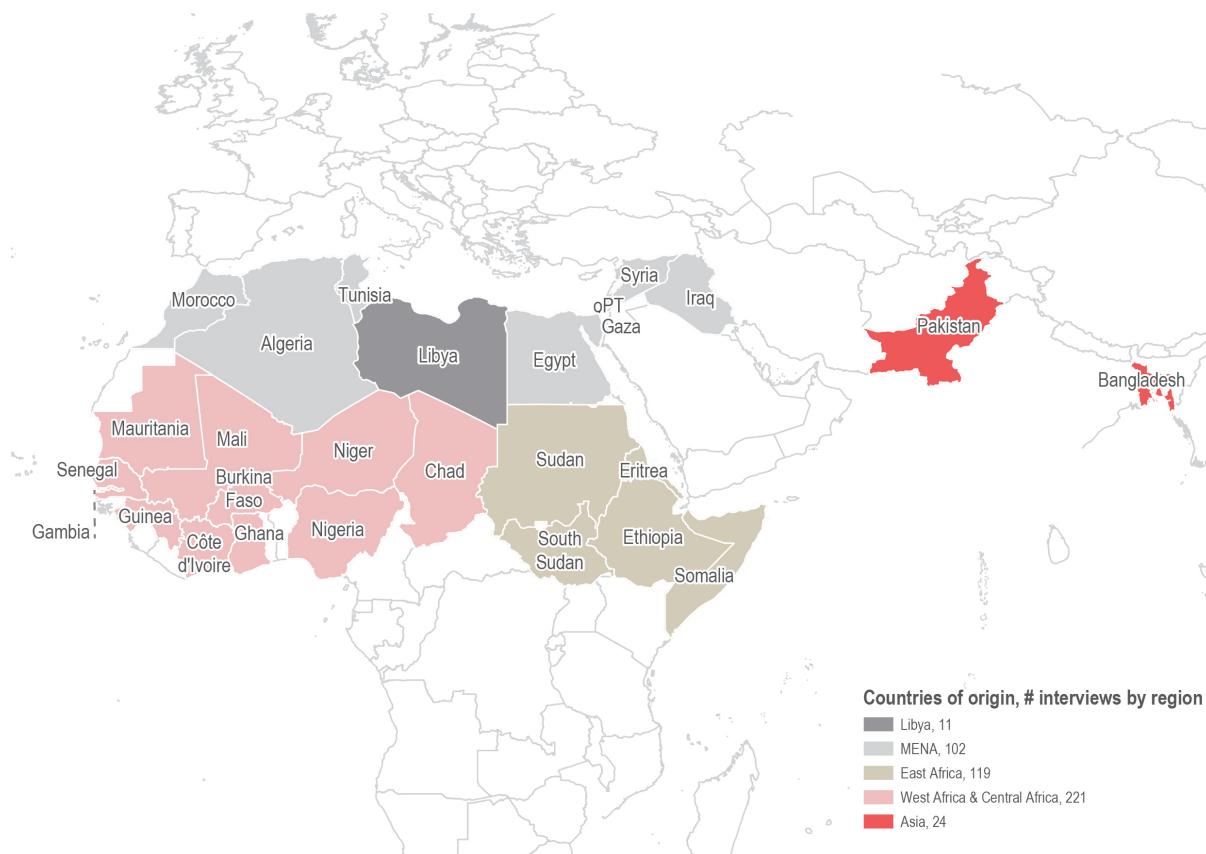 Syria
Iraq
Morocco
Tunisia
oPT
Gaza
Algeria
Libya
Egypt
Pakistan
Bangladesh
Mauritania
Mali
Niger
Chad
Sudan
Eritrea
Senegal
Burkina
Faso
Gambia
Guinea
Côte
d'Ivoire
Ghana
Nigeria
South
Sudan
Ethiopia
Somalia
Countries of origin, # interviews by region
Libya, 11
MENA, 102
East Africa, 119
West Africa & Central Africa, 221
Asia, 24